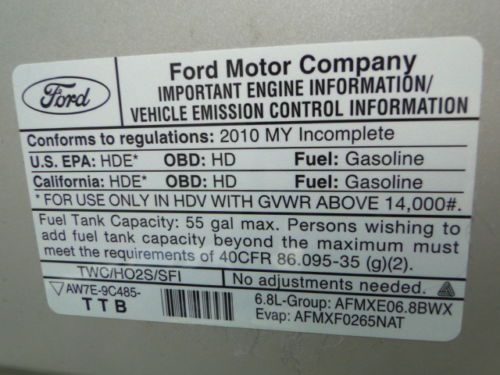 Ford
Ford Motor Company
IMPORTANT ENGINE INFORMATION/
VEHICLE EMISSION CONTROL INFORMATION
Conforms to regulations: 2010 MY Incomplete
U.S. EPA: HDE* OBD: HD Fuel: Gasoline
California: HDE* OBD: HD Fuel: Gasoline
* FOR USE ONLY IN HDV WITH GVWR ABOVE 14,000#.
Fuel Tank Capacity: 55 gal max. Persons wishing to
add fuel tank capacity beyond the maximum must
meet the requirements of 40CFR 86.095-35 (g)(2).
TWC/HO2S/SFI
No adjustments needed.
AW7E-9C485-
TTB
6.8L-Group: AFMXE06.8BWX
Evap: AFMXF0265NAT